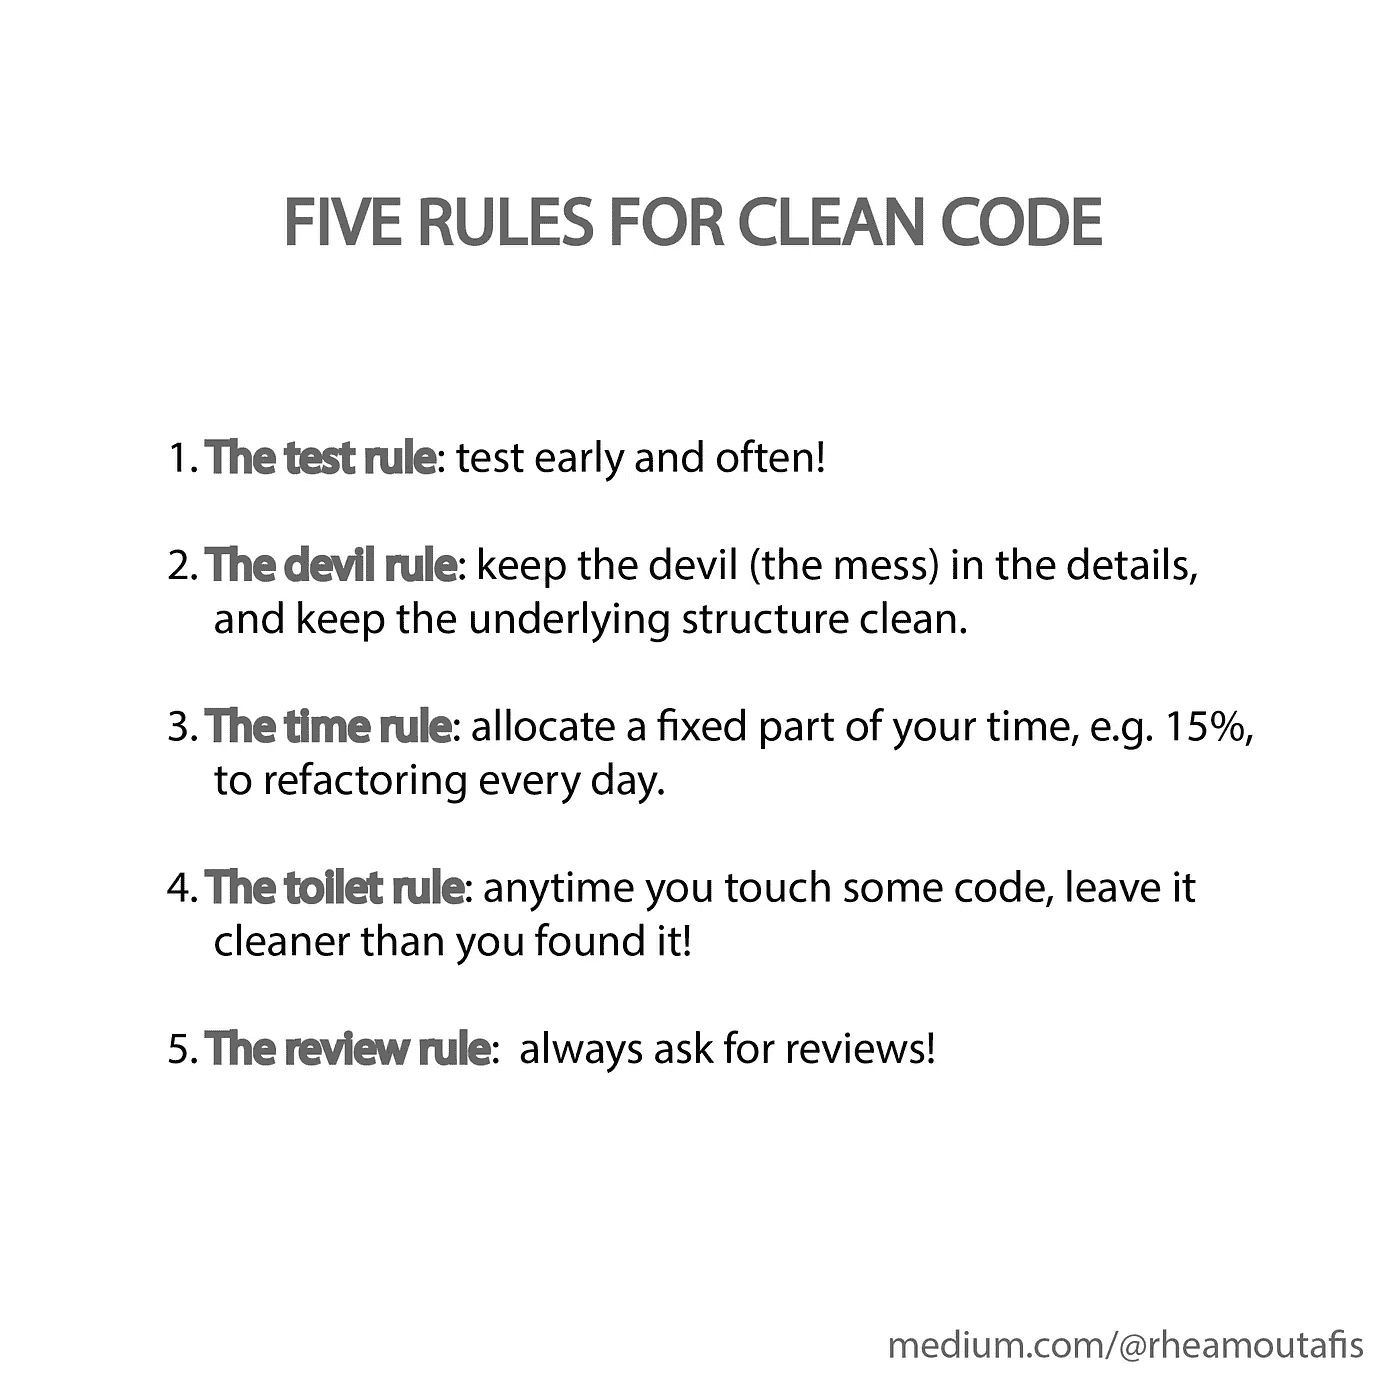 FIVE RULES FOR CLEAN CODE
1. The test rule: test early and often!
2. The devil rule: keep the devil (the mess) in the details,
and keep the underlying structure clean.
3. The time rule: allocate a fixed part of your time, e.g. 15%,
to refactoring every day.
4. The toilet rule: anytime you touch some code, leave it
cleaner than you found it!
5. The review rule:  always ask for reviews!
medium.com/@rheamoutafis